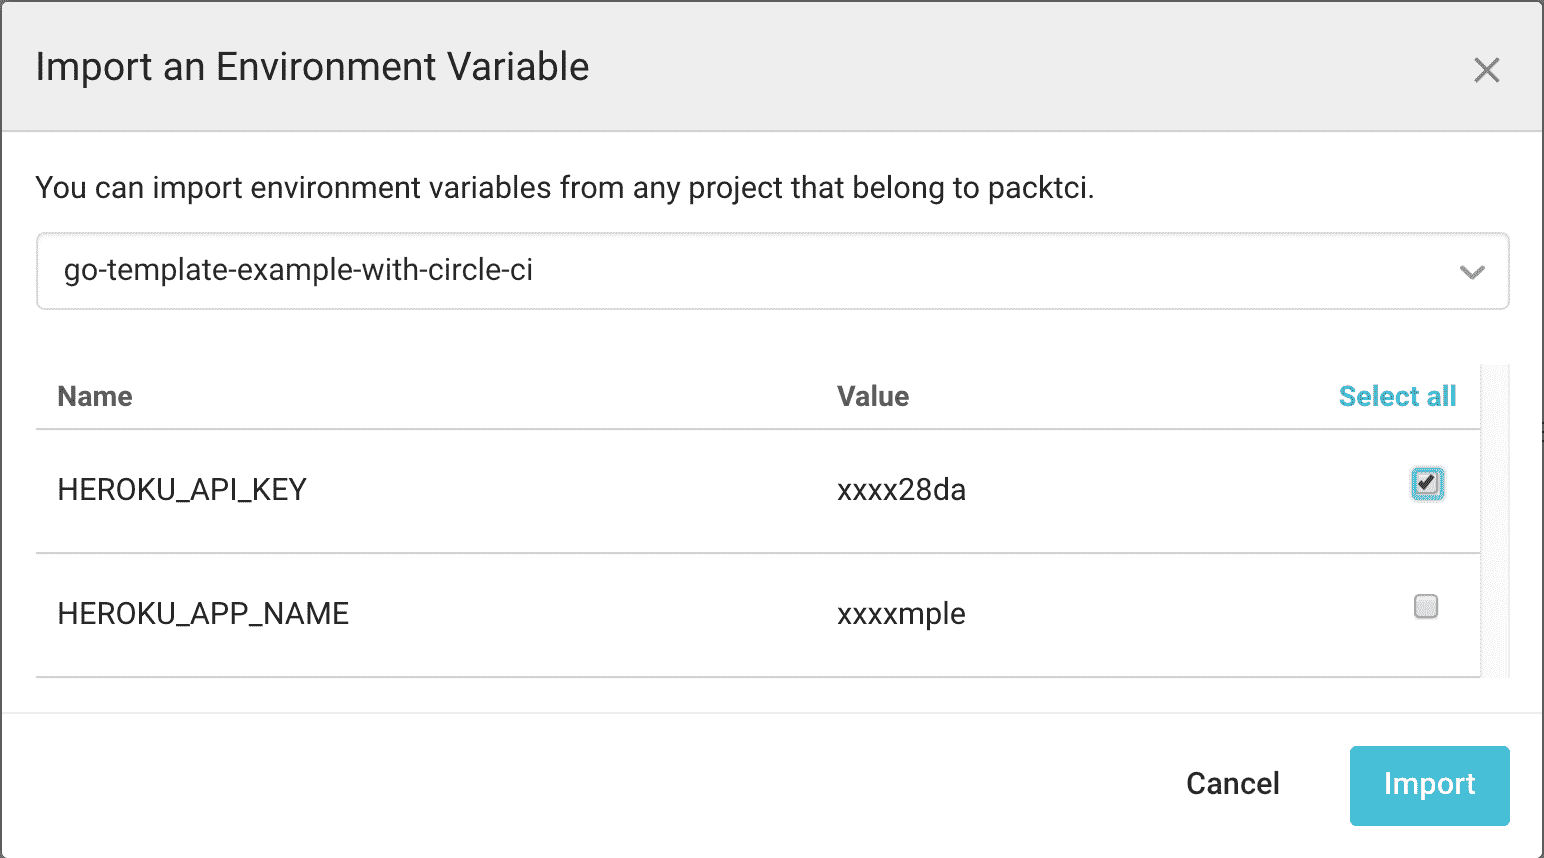 Import an Environment Variable
You can import environment variables from any project that belong to packtci.
go-template-example-with-circle-ci
Name Value Select all
HEROKU_API_KEY xxxx28da
HEROKU_APP_NAME xxxxmple
Cancel Import